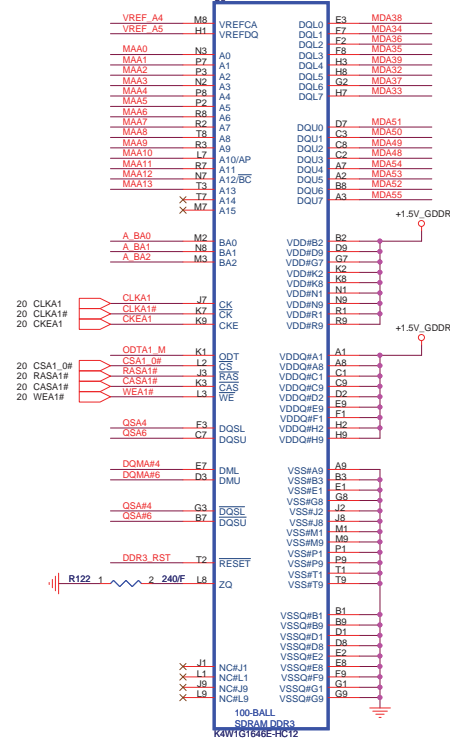 VREF_A4 M8 VREFCA E3 DQL0 MDA38
VREF_A5 H1 VREFDQ F7 DQL1 MDA34
F2 DQL2 MDA36
MAA0 N3 A0 F8 DQL3 MDA35
MAA1 P7 A1 H3 DQL4 MDA39
MAA2 P3 A2 H8 DQL5 MDA32
MAA3 N2 A3 G2 DQL6 MDA37
MAA4 P8 A4 H7 DQL7 MDA33
MAA5 P2 A5
MAA6 R8 A6
MAA7 R2 A7 D7 DQU0 MDA51
MAA8 T8 A8 C3 DQU1 MDA50
MAA9 R3 A9 C8 DQU2 MDA49
MAA10 L7 A10/AP C2 DQU3 MDA48
MAA11 R7 A11 A7 DQU4 MDA54
MAA12 N7 A12/BC A2 DQU5 MDA53
MAA13 T3 A13 B8 DQU6 MDA52
T7 A14 A3 DQU7 MDA55
M7 A15
+1.5V_GDDR
A_BA0 M2 BA0 VDD#B2 B2
A_BA1 N8 BA1 VDD#D9 D9
A_BA2 M3 BA2 VDD#G7 G7
VDD#K2 K2
VDD#K8 K8
VDD#N1 N1
20 CLKA1 CLKA1 J7 CK VDD#N9 N9
20 CLKA1# CLKA1# K7 CK VDD#R1 R1
20 CKEA1 CKEA1 K9 CKE VDD#R9 R9
+1.5V_GDDR
ODTA1_M K1 ODT VDDQ#A1 A1
20 CSA1_0# CSA1_0# L2 CS VDDQ#A8 A8
20 RASA1# RASA1# J3 RAS VDDQ#C1 C1
20 CASA1# CASA1# K3 CAS VDDQ#C9 C9
20 WEA1# WEA1# L3 WE VDDQ#D2 D2
VDDQ#E9 E9
VDDQ#F1 F1
QSA4 F3 DQSL VDDQ#H2 H2
QSA6 C7 DQSU VDDQ#H9 H9
DQMA#4 E7 DML VSS#A9 A9
DQMA#6 D3 DMU VSS#B3 B3
VSS#E1 E1
VSS#G8 G8
QSA#4 G3 DQSL VSS#J2 J2
QSA#6 B7 DQSU VSS#J8 J8
VSS#M1 M1
VSS#M9 M9
VSS#P1 P1
DDR3_RST T2 RESET VSS#P9 P9
VSS#T1 T1
R122 1 2 240/F L8 ZQ VSS#T9 T9
VSSQ#B1 B1
VSSQ#B9 B9
VSSQ#D1 D1
VSSQ#D8 D8
VSSQ#E2 E2
J1 NC#J1 VSSQ#E8 E8
L1 NC#L1 VSSQ#F9 F9
J9 NC#J9 VSSQ#G1 G1
L9 NC#L9 VSSQ#G9 G9
100-BALL
SDRAM DDR3
K4W1G1646E-HC12